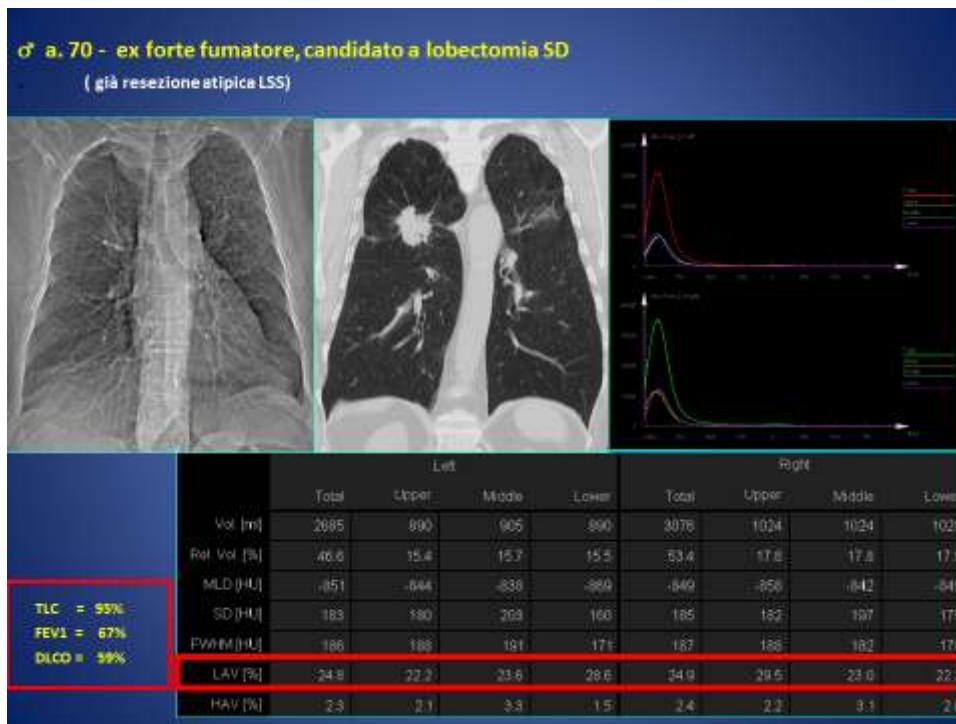 ♂ a. 70 - ex forte fumatore, candidato a lobectomia SD
( già resezione atipica LSS)
Left Right
Total Upper Middle Lower Total Upper Middle Lower
Vol. [ml] 2685 890 905 890 3076 1024 1024
Rel. Vol. [%] 46.6 15.4 15.7 15.5 53.4 17.8 17.8
MLD [HU] -851 -844 -838 -869 -849 -858 -842
SD [HU] 183 180 203 160 185 182 197
FWHM [HU] 186 188 191 171 187 188 182
LAV [%] 24.8 22.2 23.6 28.6 24.9 29.5 23.0
HAV [%] 2.3 2.1 3.3 1.5 2.4 2.2 3.1
TLC = 95%
FEV1 = 67%
DLCO = 59%